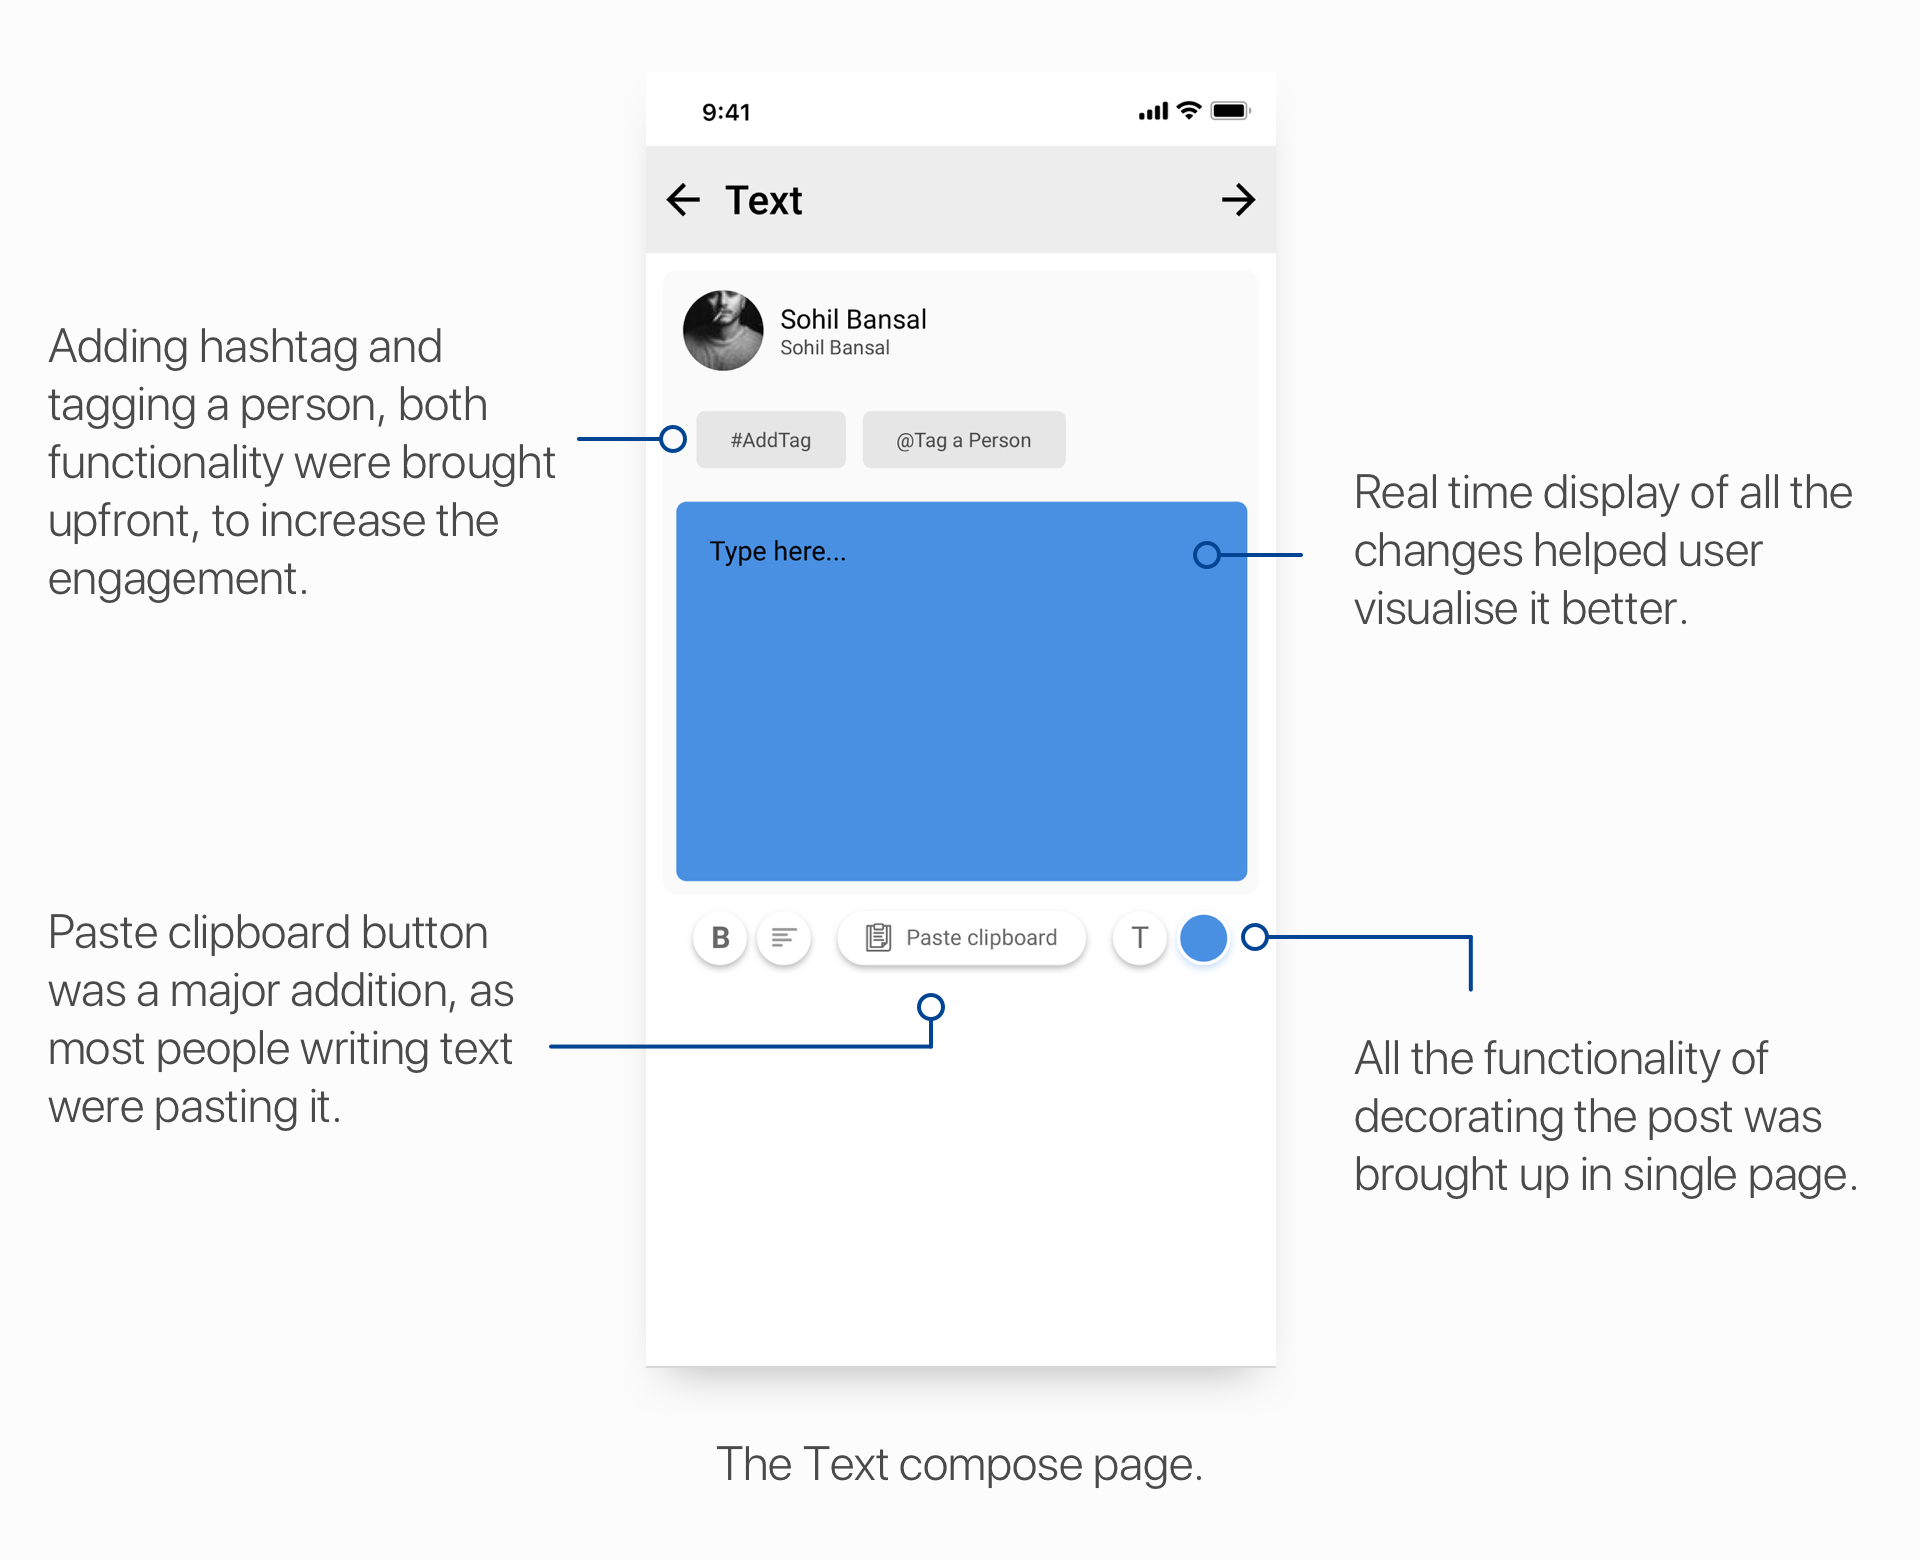 9:41
Text
Sohil Bansal
Sohil Bansal
#AddTag
@Tag a Person
Type here...
B
Paste clipboard
T
Adding hashtag and
tagging a person, both
functionality were brought
upfront, to increase the
engagement.
Real time display of all the
changes helped user
visualise it better.
Paste clipboard button
was a major addition, as
most people writing text
were pasting it.
All the functionality of
decorating the post was
brought up in single page.
The Text compose page.